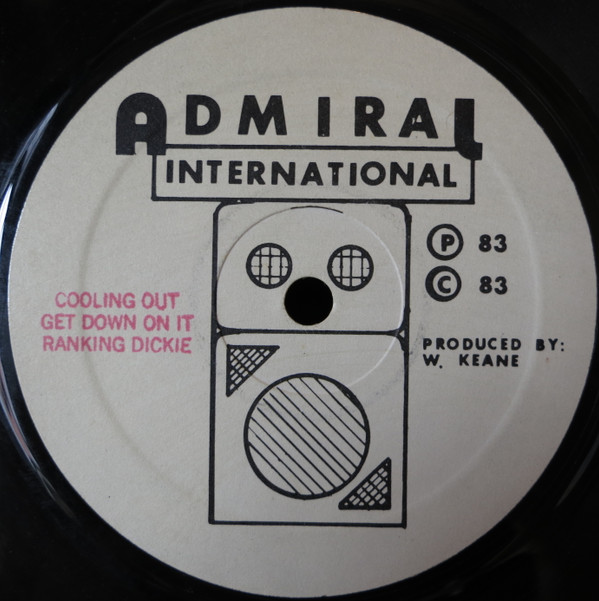 ADMIRAL
INTERNATIONAL
Ⓟ 83
Ⓒ 83
COOLING OUT
GET DOWN ON IT
RANKING DICKIE
PRODUCED BY:
W. KEANE